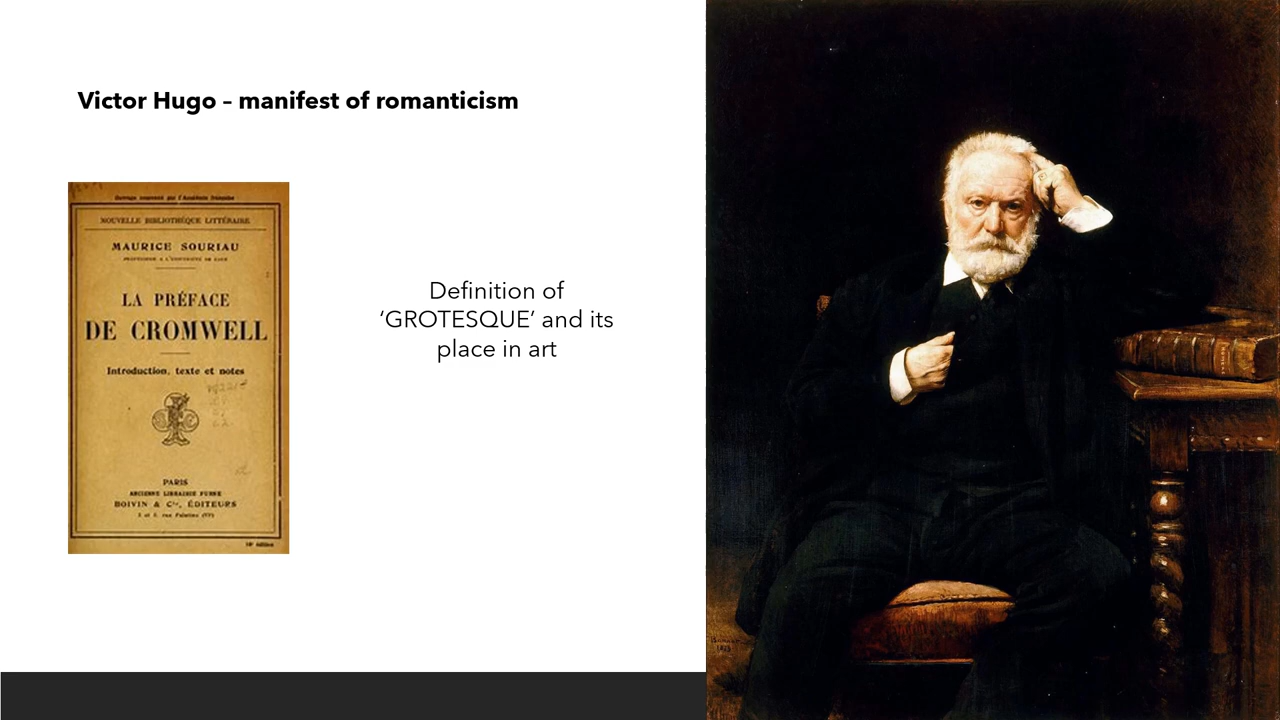 Victor Hugo – manifest of romanticism
Ouvrage couronné par l'Académie française
NOUVELLE BIBLIOTHÈQUE LITTÉRAIRE
MAURICE SOURIAU
PROFESSEUR A L'UNIVERSITÉ DE CAEN
LA PRÉFACE
DE CROMWELL
Introduction, texte et notes
PARIS
ANCIENNE LIBRAIRIE FURNE
BOIVIN & Cie, ÉDITEURS
3 et 5, rue Palatine (VIe)
Definition of
‘GROTESQUE’ and its
place in art